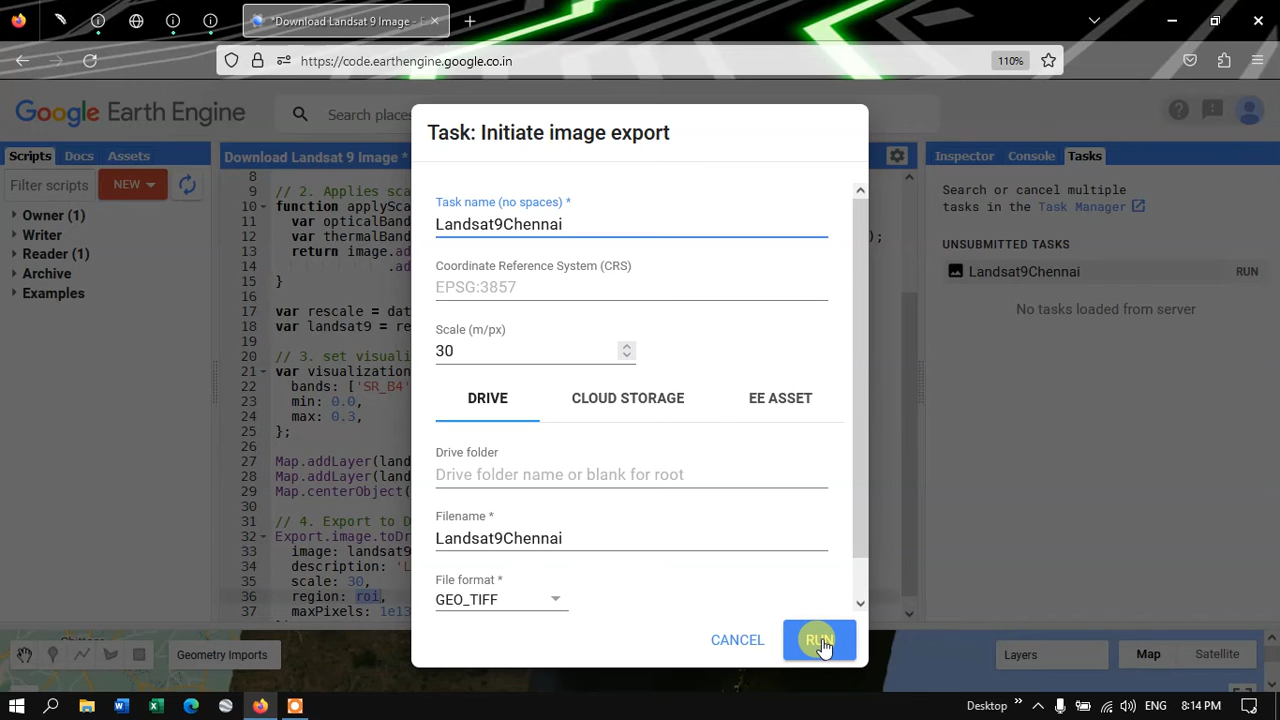 *Download Landsat 9 Image - E
https://code.earthengine.google.co.in
110%
Google Earth Engine
Search places
Task: Initiate image export
Scripts Docs Assets
Download Landsat 9 Image *
Inspector Console Tasks
Filter scripts
NEW
Owner (1)
Writer
Reader (1)
Archive
Examples
8
9 // 2. Applies sca
10 function applySca
11 var opticalBand
12 var thermalBand );
13 return image.ad
14 .ad
15 }
16
17 var rescale = dat
18 var landsat9 = re
19
20 // 3. set visuali
21 var visualization
22 bands: ['SR_B4'
23 min: 0.0,
24 max: 0.3,
25 };
26
27 Map.addLayer(land
28 Map.addLayer(land
29 Map.centerObject(
30
31 // 4. Export to D
32 Export.image.toDr
33 image: landsat9
34 description: 'L
35 scale: 30,
36 region: roi,
37 maxPixels: 1e13
Task name (no spaces) *
Landsat9Chennai
Coordinate Reference System (CRS)
EPSG:3857
Scale (m/px)
30
DRIVE CLOUD STORAGE EE ASSET
Drive folder
Drive folder name or blank for root
Filename *
Landsat9Chennai
File format *
GEO_TIFF
CANCEL RUN
Search or cancel multiple
tasks in the Task Manager
UNSUBMITTED TASKS
Landsat9Chennai RUN
No tasks loaded from server
Geometry Imports
Layers
Map Satellite
Desktop
ENG
8:14 PM